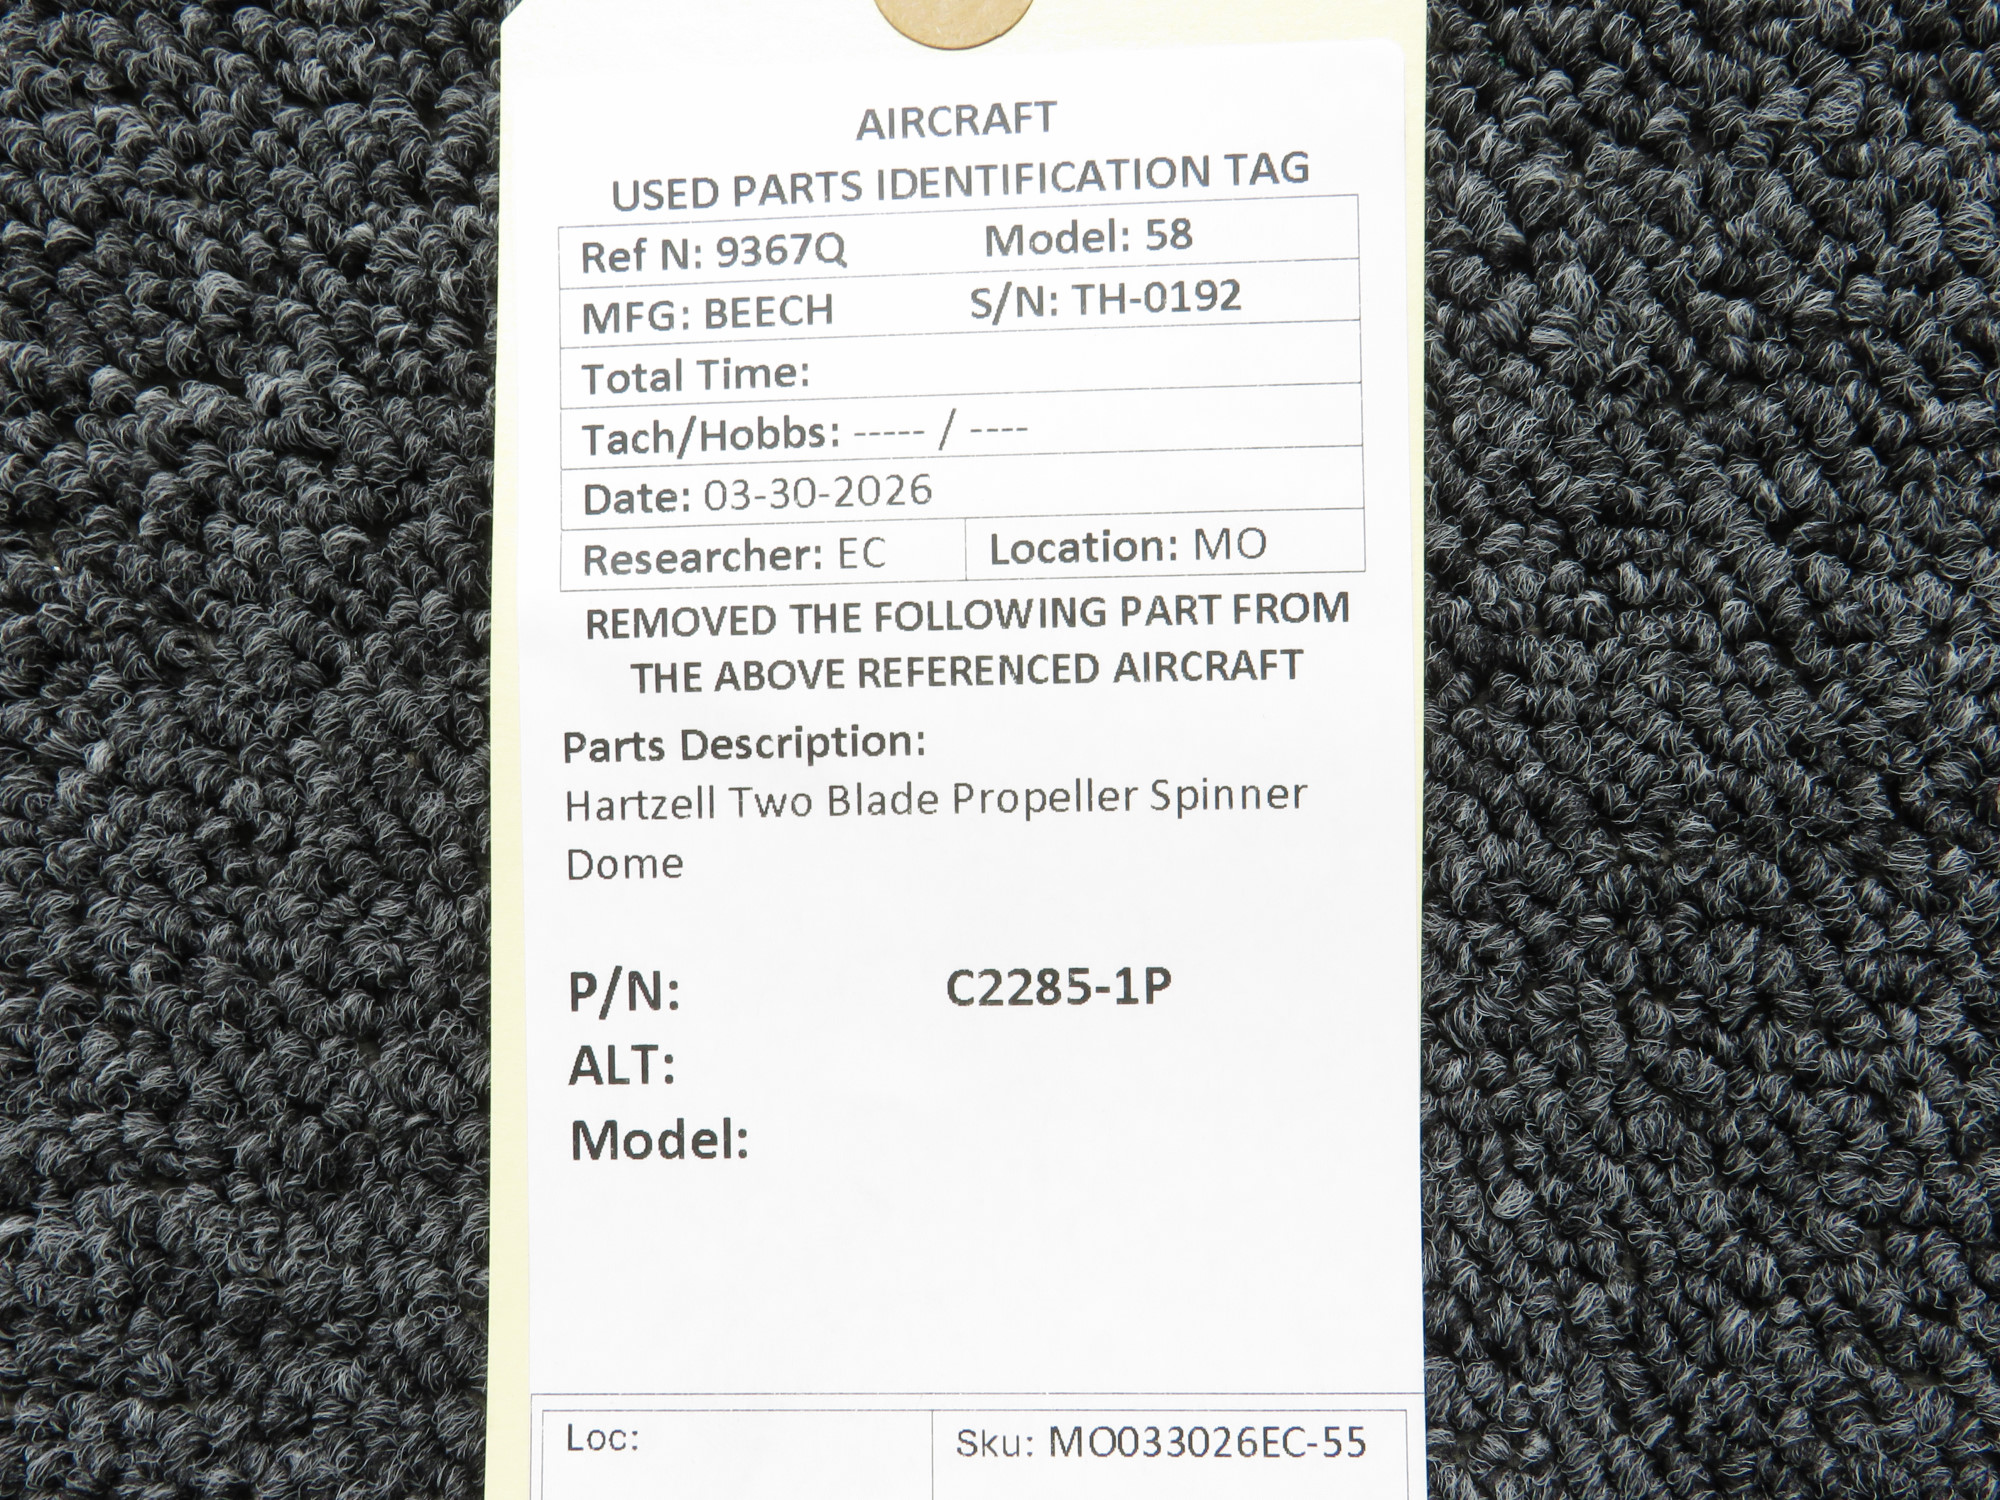 AIRCRAFT
USED PARTS IDENTIFICATION TAG
Ref N: 9367Q Model: 58
MFG: BEECH S/N: TH-0192
Total Time:
Tach/Hobbs: ----- / ----
Date: 03-30-2026
Researcher: EC Location: MO
REMOVED THE FOLLOWING PART FROM
THE ABOVE REFERENCED AIRCRAFT
Parts Description:
Hartzell Two Blade Propeller Spinner
Dome
P/N: C2285-1P
ALT:
Model:
Loc: Sku: MO033026EC-55